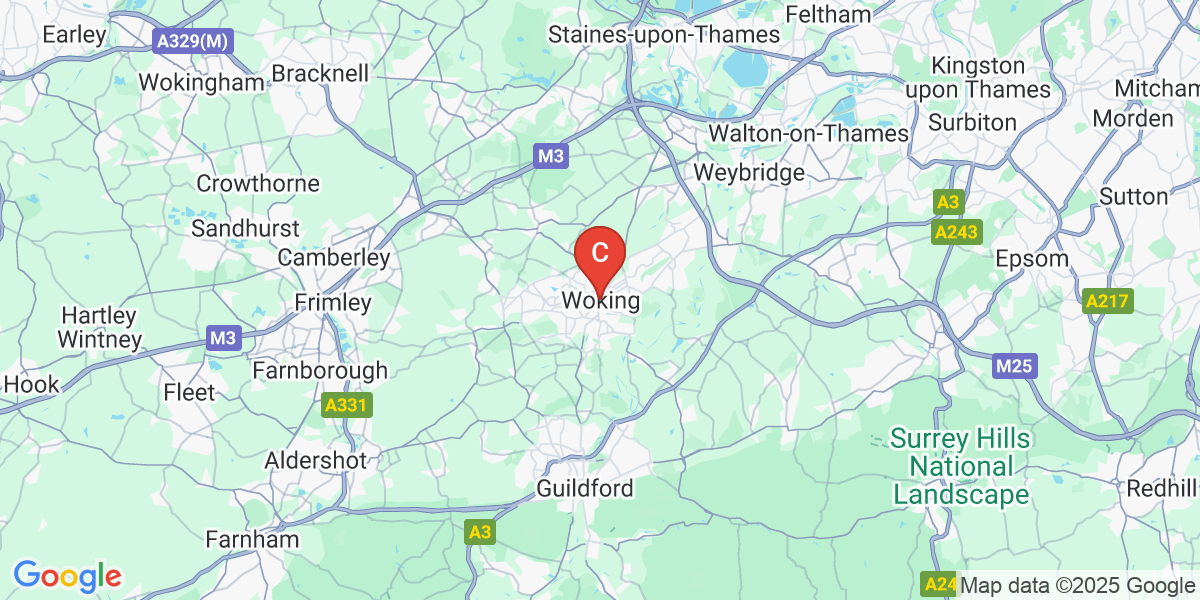 Feltham
Earley
A329(M)
Staines-upon-Thames
Bracknell
Wokingham
Kingston
upon Thames
Mitcham
Surbiton
Morden
Walton-on-Thames
M3
Weybridge
Crowthorne
A3
Sutton
Sandhurst
A243
C
Camberley
Epsom
Frimley
Woking
A217
Hartley
Wintney
M3
M25
Farnborough
Hook
Fleet
A331
Surrey Hills
National
Landscape
Aldershot
Guildford
Redhill
A3
Farnham
Google
A24
Map data ©2025 Google